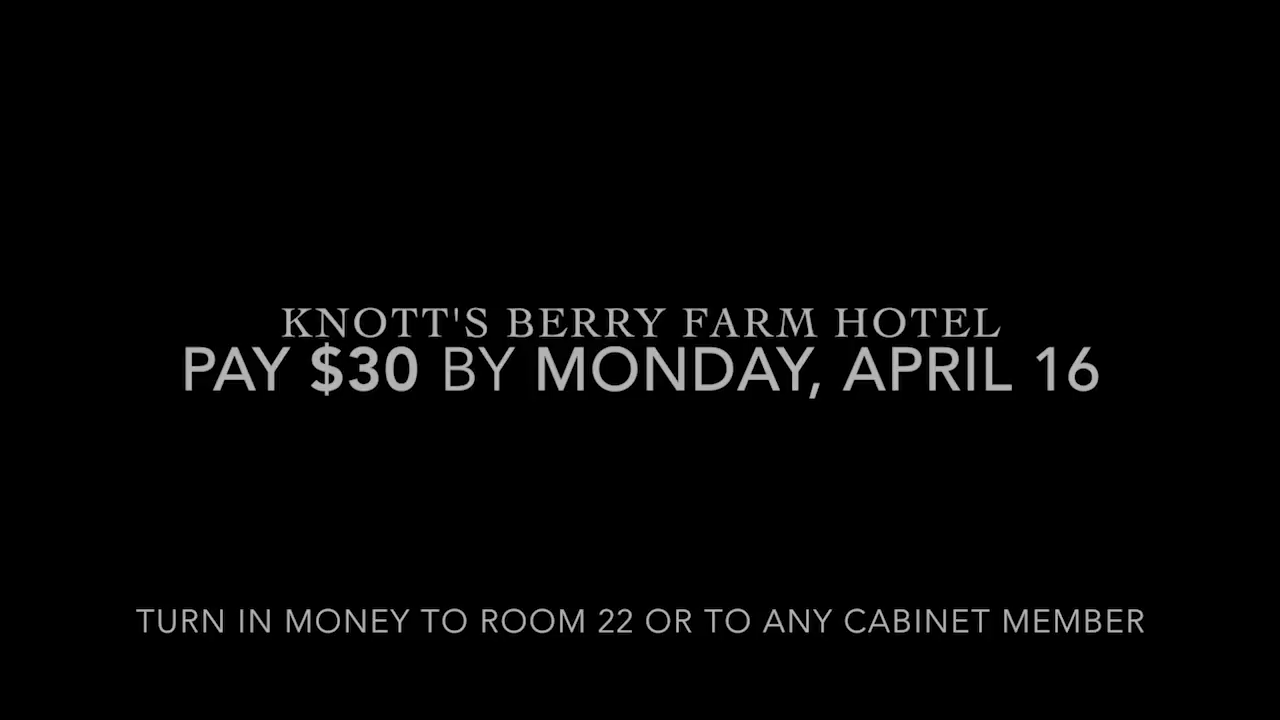 KNOTT'S BERRY FARM HOTEL
PAY $30 BY MONDAY, APRIL 16
TURN IN MONEY TO ROOM 22 OR TO ANY CABINET MEMBER